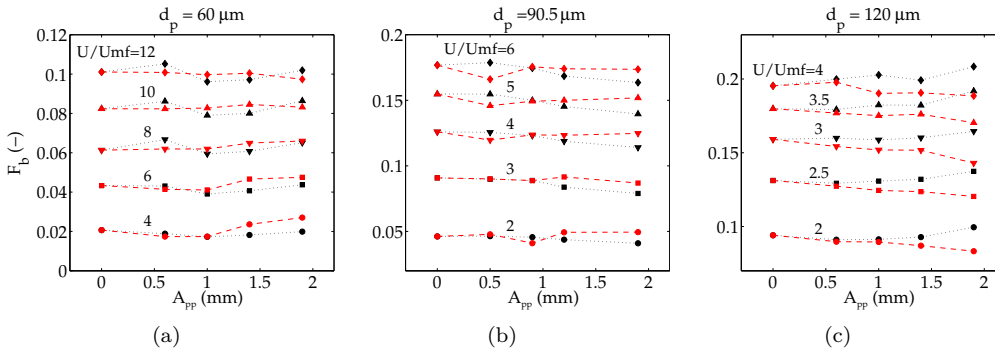 d_p = 60 µm
F_b (−)
0.12
0.1
0.08
0.06
0.04
0.02
0
U/Umf=12
10
8
6
4
0 0.5 1 1.5 2
A_pp (mm)
(a)
d_p =90.5 µm
0.2
0.15
0.1
0.05
U/Umf=6
5
4
3
2
0 0.5 1 1.5 2
A_pp (mm)
(b)
d_p = 120 µm
0.2
0.15
0.1
U/Umf=4
3.5
3
2.5
2
0 0.5 1 1.5 2
A_pp (mm)
(c)